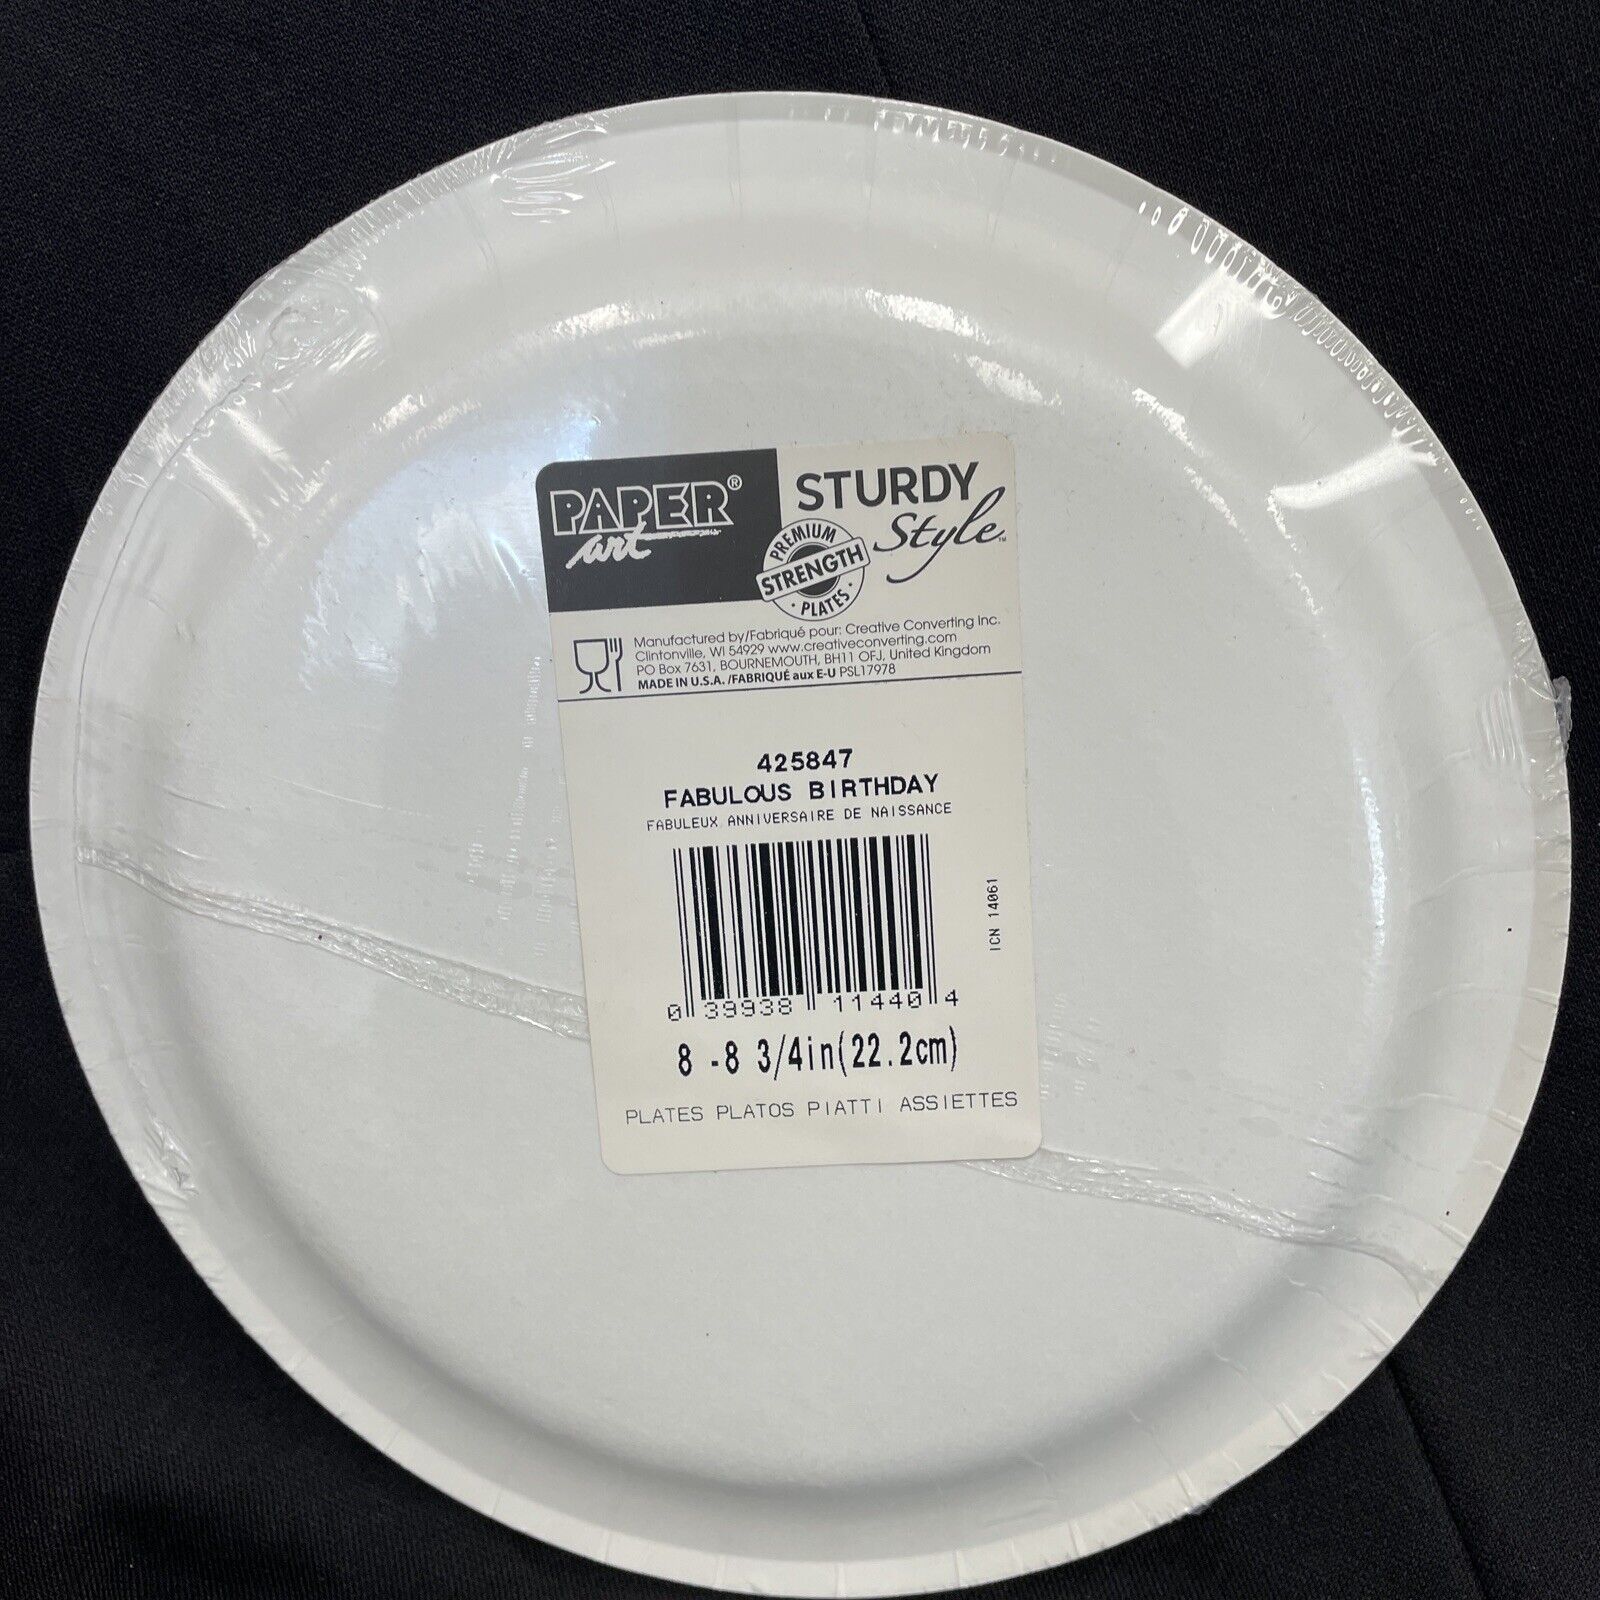 PAPER®
art
STURDY
Style™
PREMIUM
STRENGTH
• PLATES •
Manufactured by/Fabriqué pour: Creative Converting Inc.
Clintonville, WI 54929 www.creativeconverting.com
PO Box 7631, BOURNEMOUTH, BH11 OFJ, United Kingdom
MADE IN U.S.A. /FABRIQUÉ aux E-U PSL17978
425847
FABULOUS BIRTHDAY
FABULEUX ANNIVERSAIRE DE NAISSANCE
ICN 14061
0 39938 11440 4
8 -8 3/4in(22.2cm)
PLATES PLATOS PIATTI ASSIETTES